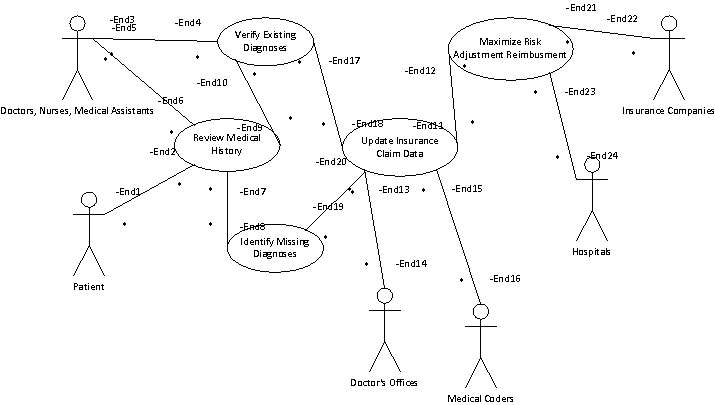 -End21
-End3
-End4
-End22
-End5
Verify Existing
Diagnoses
Maximize Risk
Adjustment Reimbusment
-End17
-End12
-End10
-End23
-End6
Doctors, Nurses, Medical Assistants
Insurance Companies
-End9
-End18
-End11
Review Medical
History
Update Insurance
Claim Data
-End2
-End20
-End24
-End1
-End7
-End13
-End15
-End19
-End8
Identify Missing
Diagnoses
Hospitals
-End14
-End16
Patient
Doctor's Offices
Medical Coders